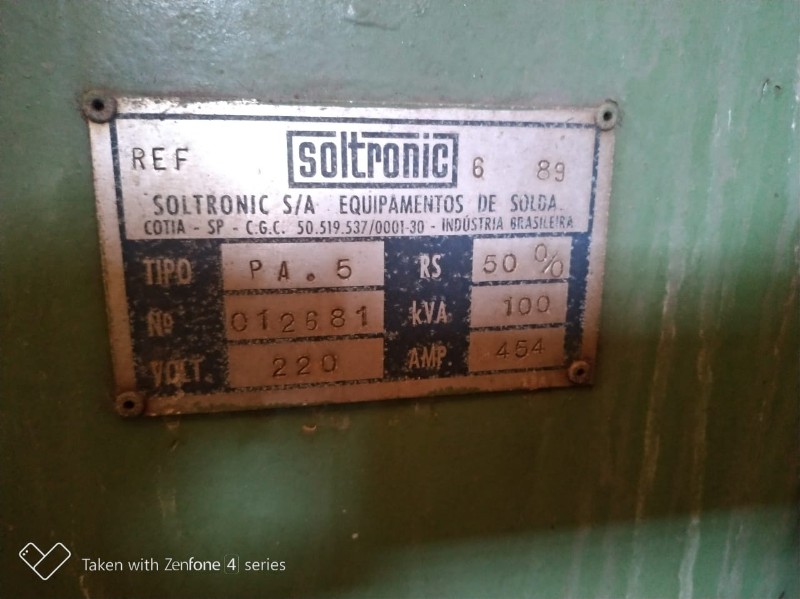 REF soltronic 6 89
SOLTRONIC S/A EQUIPAMENTOS DE SOLDA
COTIA - SP - C.G.C. 50.519.537/0001-30 - INDÚSTRIA BRASILEIRA
TIPO PA.5 RS 50%
Nº 012681 kVA 100
VOLT. 220 AMP. 454
Taken with Zenfone 4 series